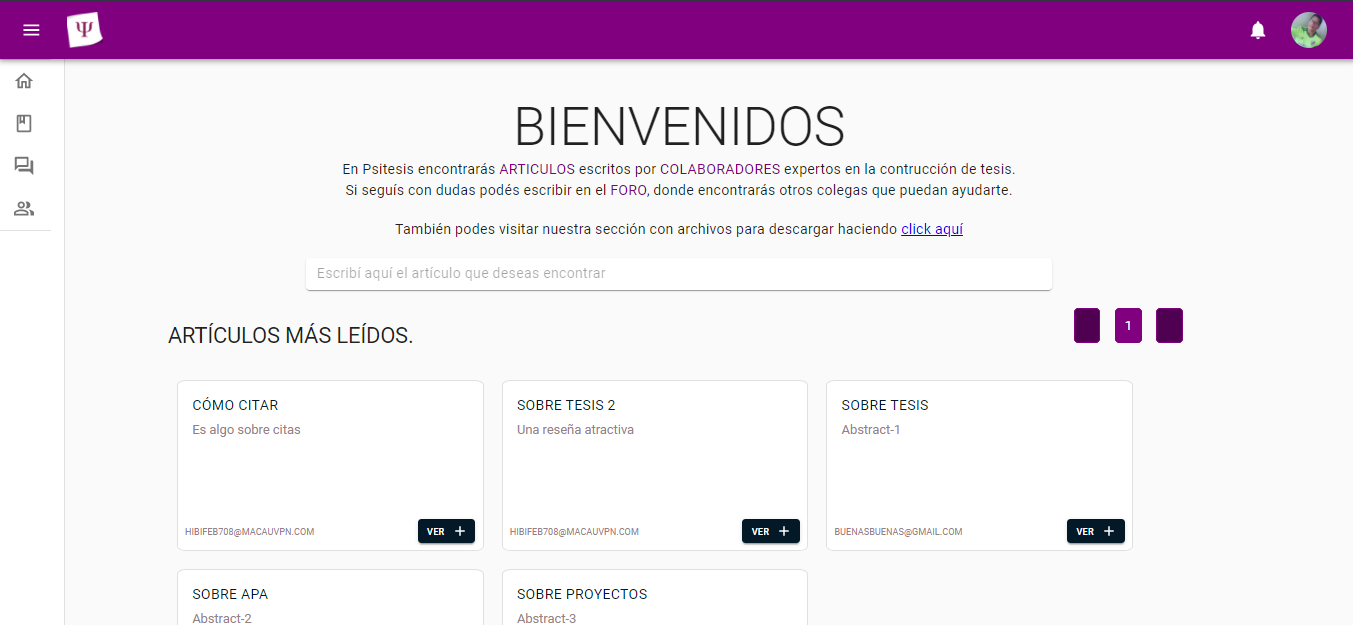 Ψ
BIENVENIDOS
En Psitesis encontrarás ARTICULOS escritos por COLABORADORES expertos en la contrucción de tesis.
Si seguís con dudas podés escribir en el FORO, donde encontrarás otros colegas que puedan ayudarte.
También podes visitar nuestra sección con archivos para descargar haciendo click aquí
Escribí aquí el artículo que deseas encontrar
ARTÍCULOS MÁS LEÍDOS.
1
CÓMO CITAR
Es algo sobre citas
HIBIFEB708@MACAUVPN.COM
VER +
SOBRE TESIS 2
Una reseña atractiva
HIBIFEB708@MACAUVPN.COM
VER +
SOBRE TESIS
Abstract-1
BUENASBUENAS@GMAIL.COM
VER +
SOBRE APA
Abstract-2
SOBRE PROYECTOS
Abstract-3